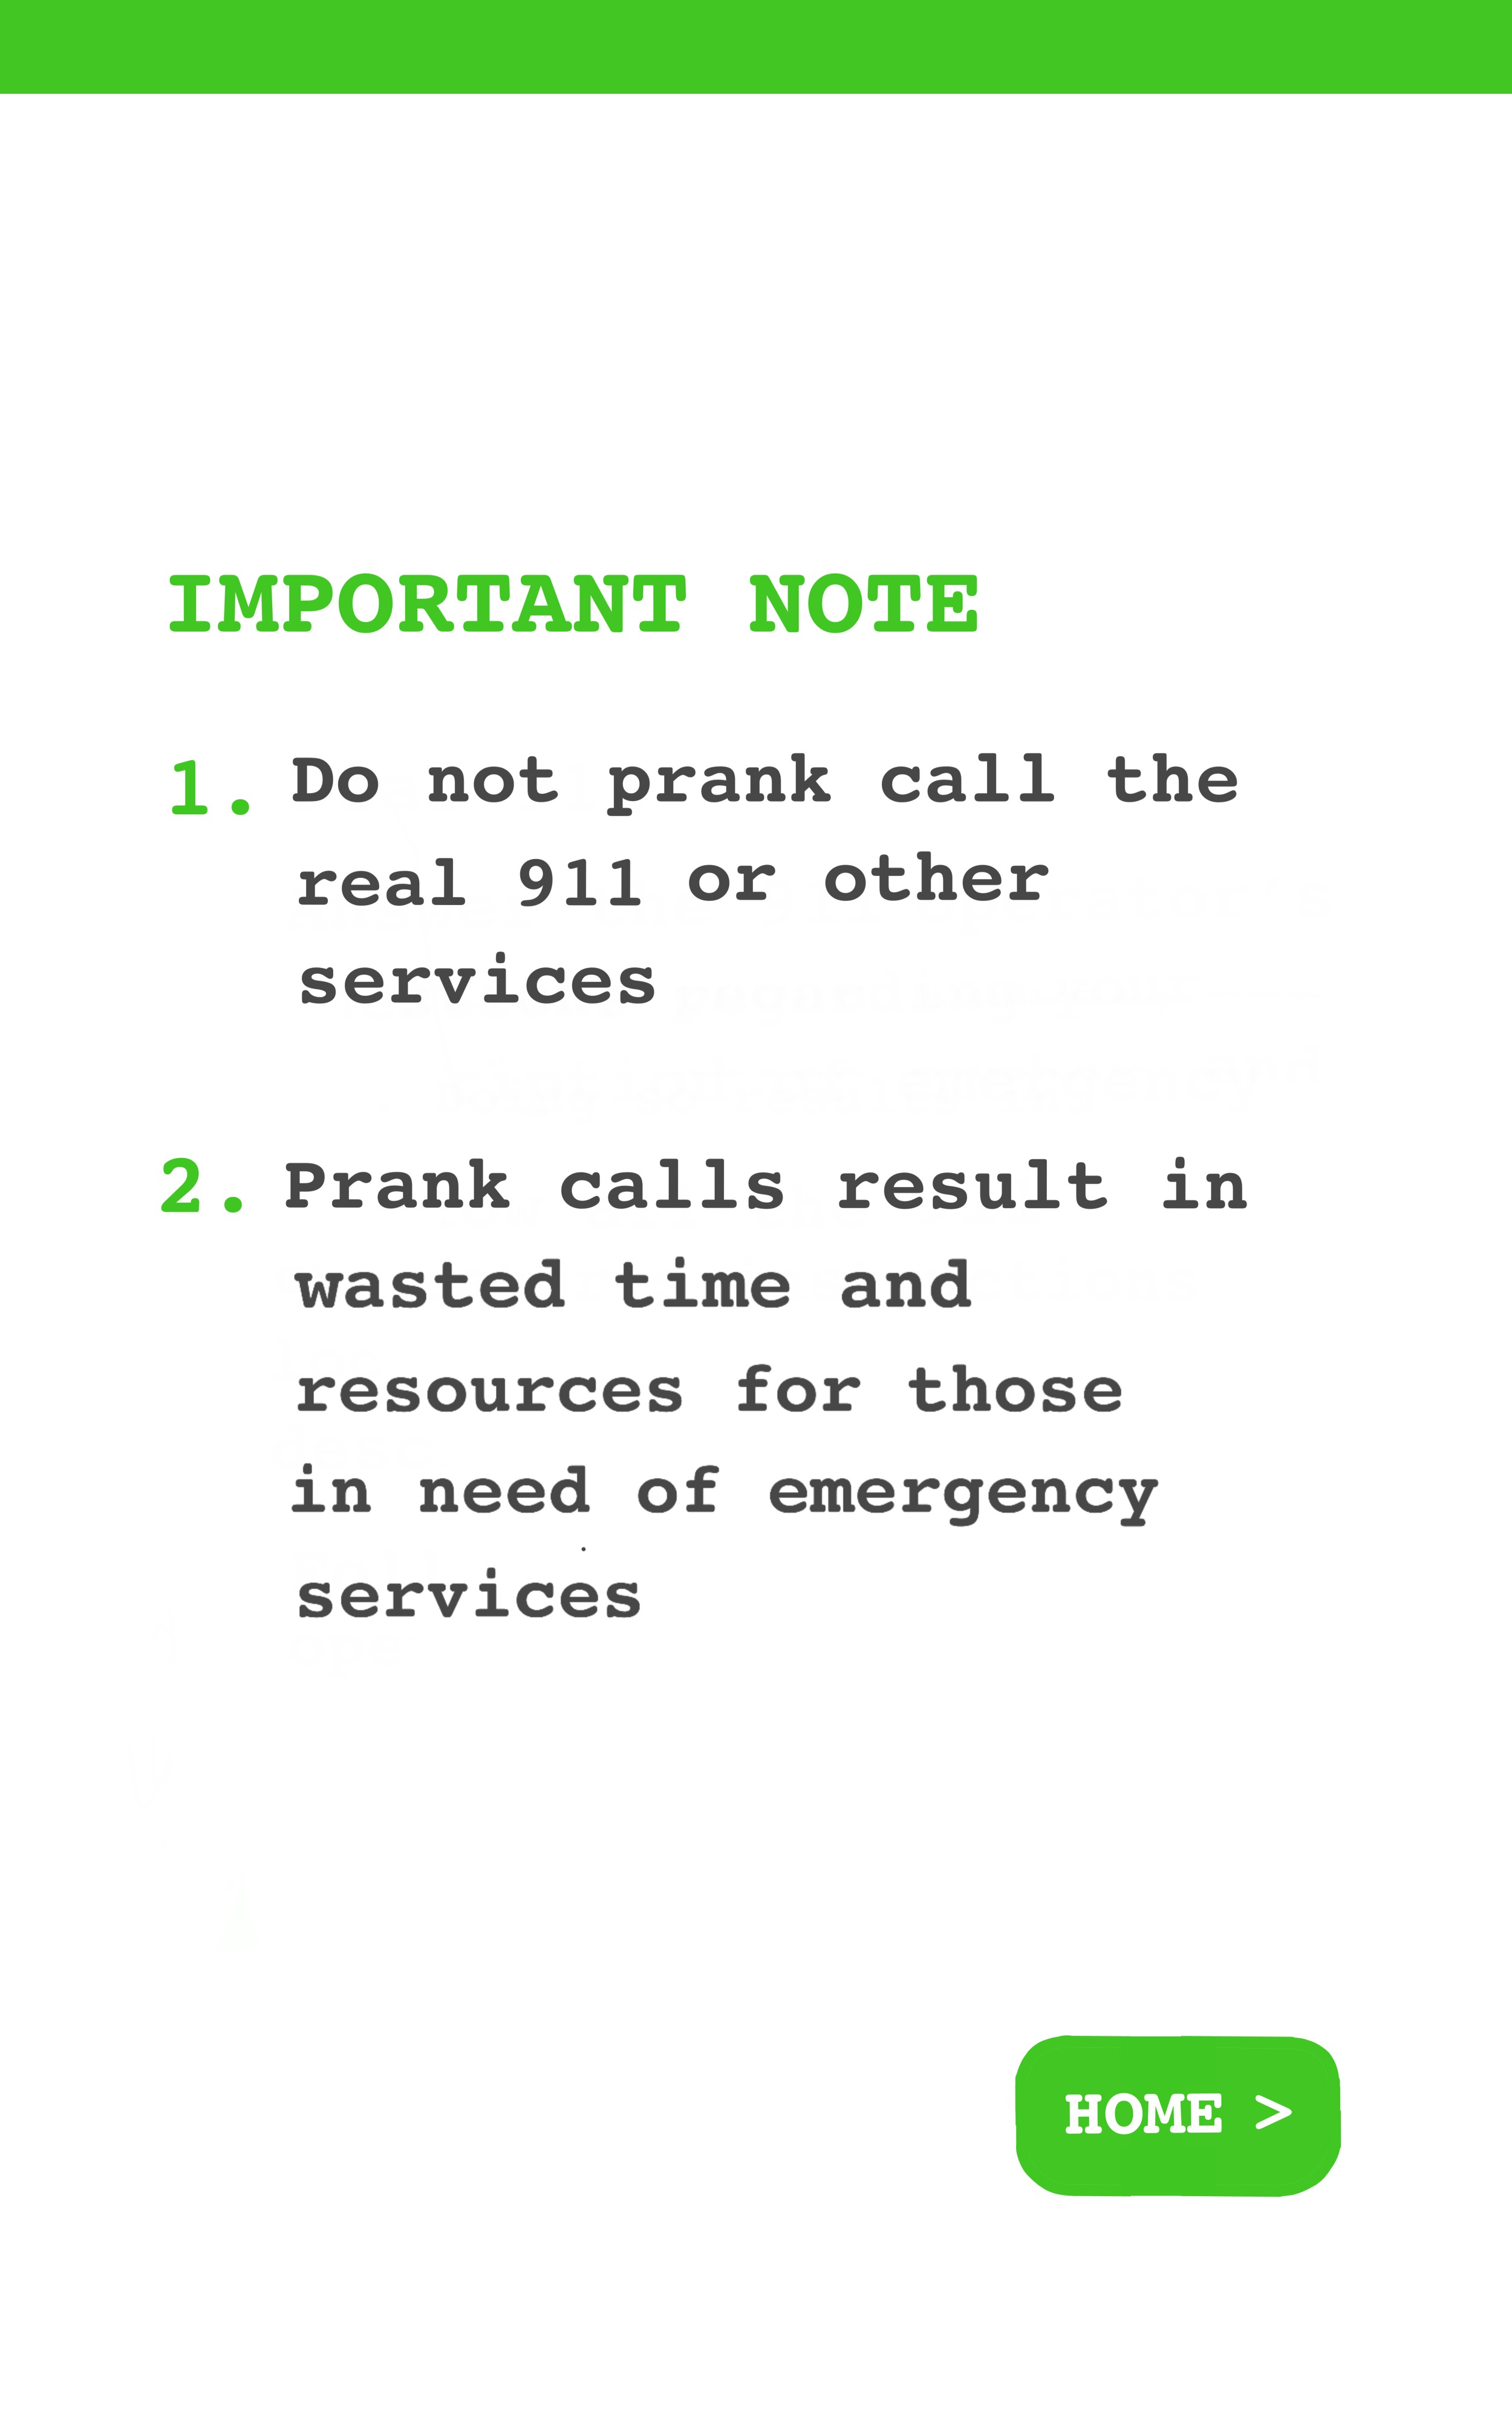 IMPORTANT NOTE
1. Do not prank call the
real 911 or other
services
2. Prank calls result in
wasted time and
resources for those
in need of emergency
services
HOME >